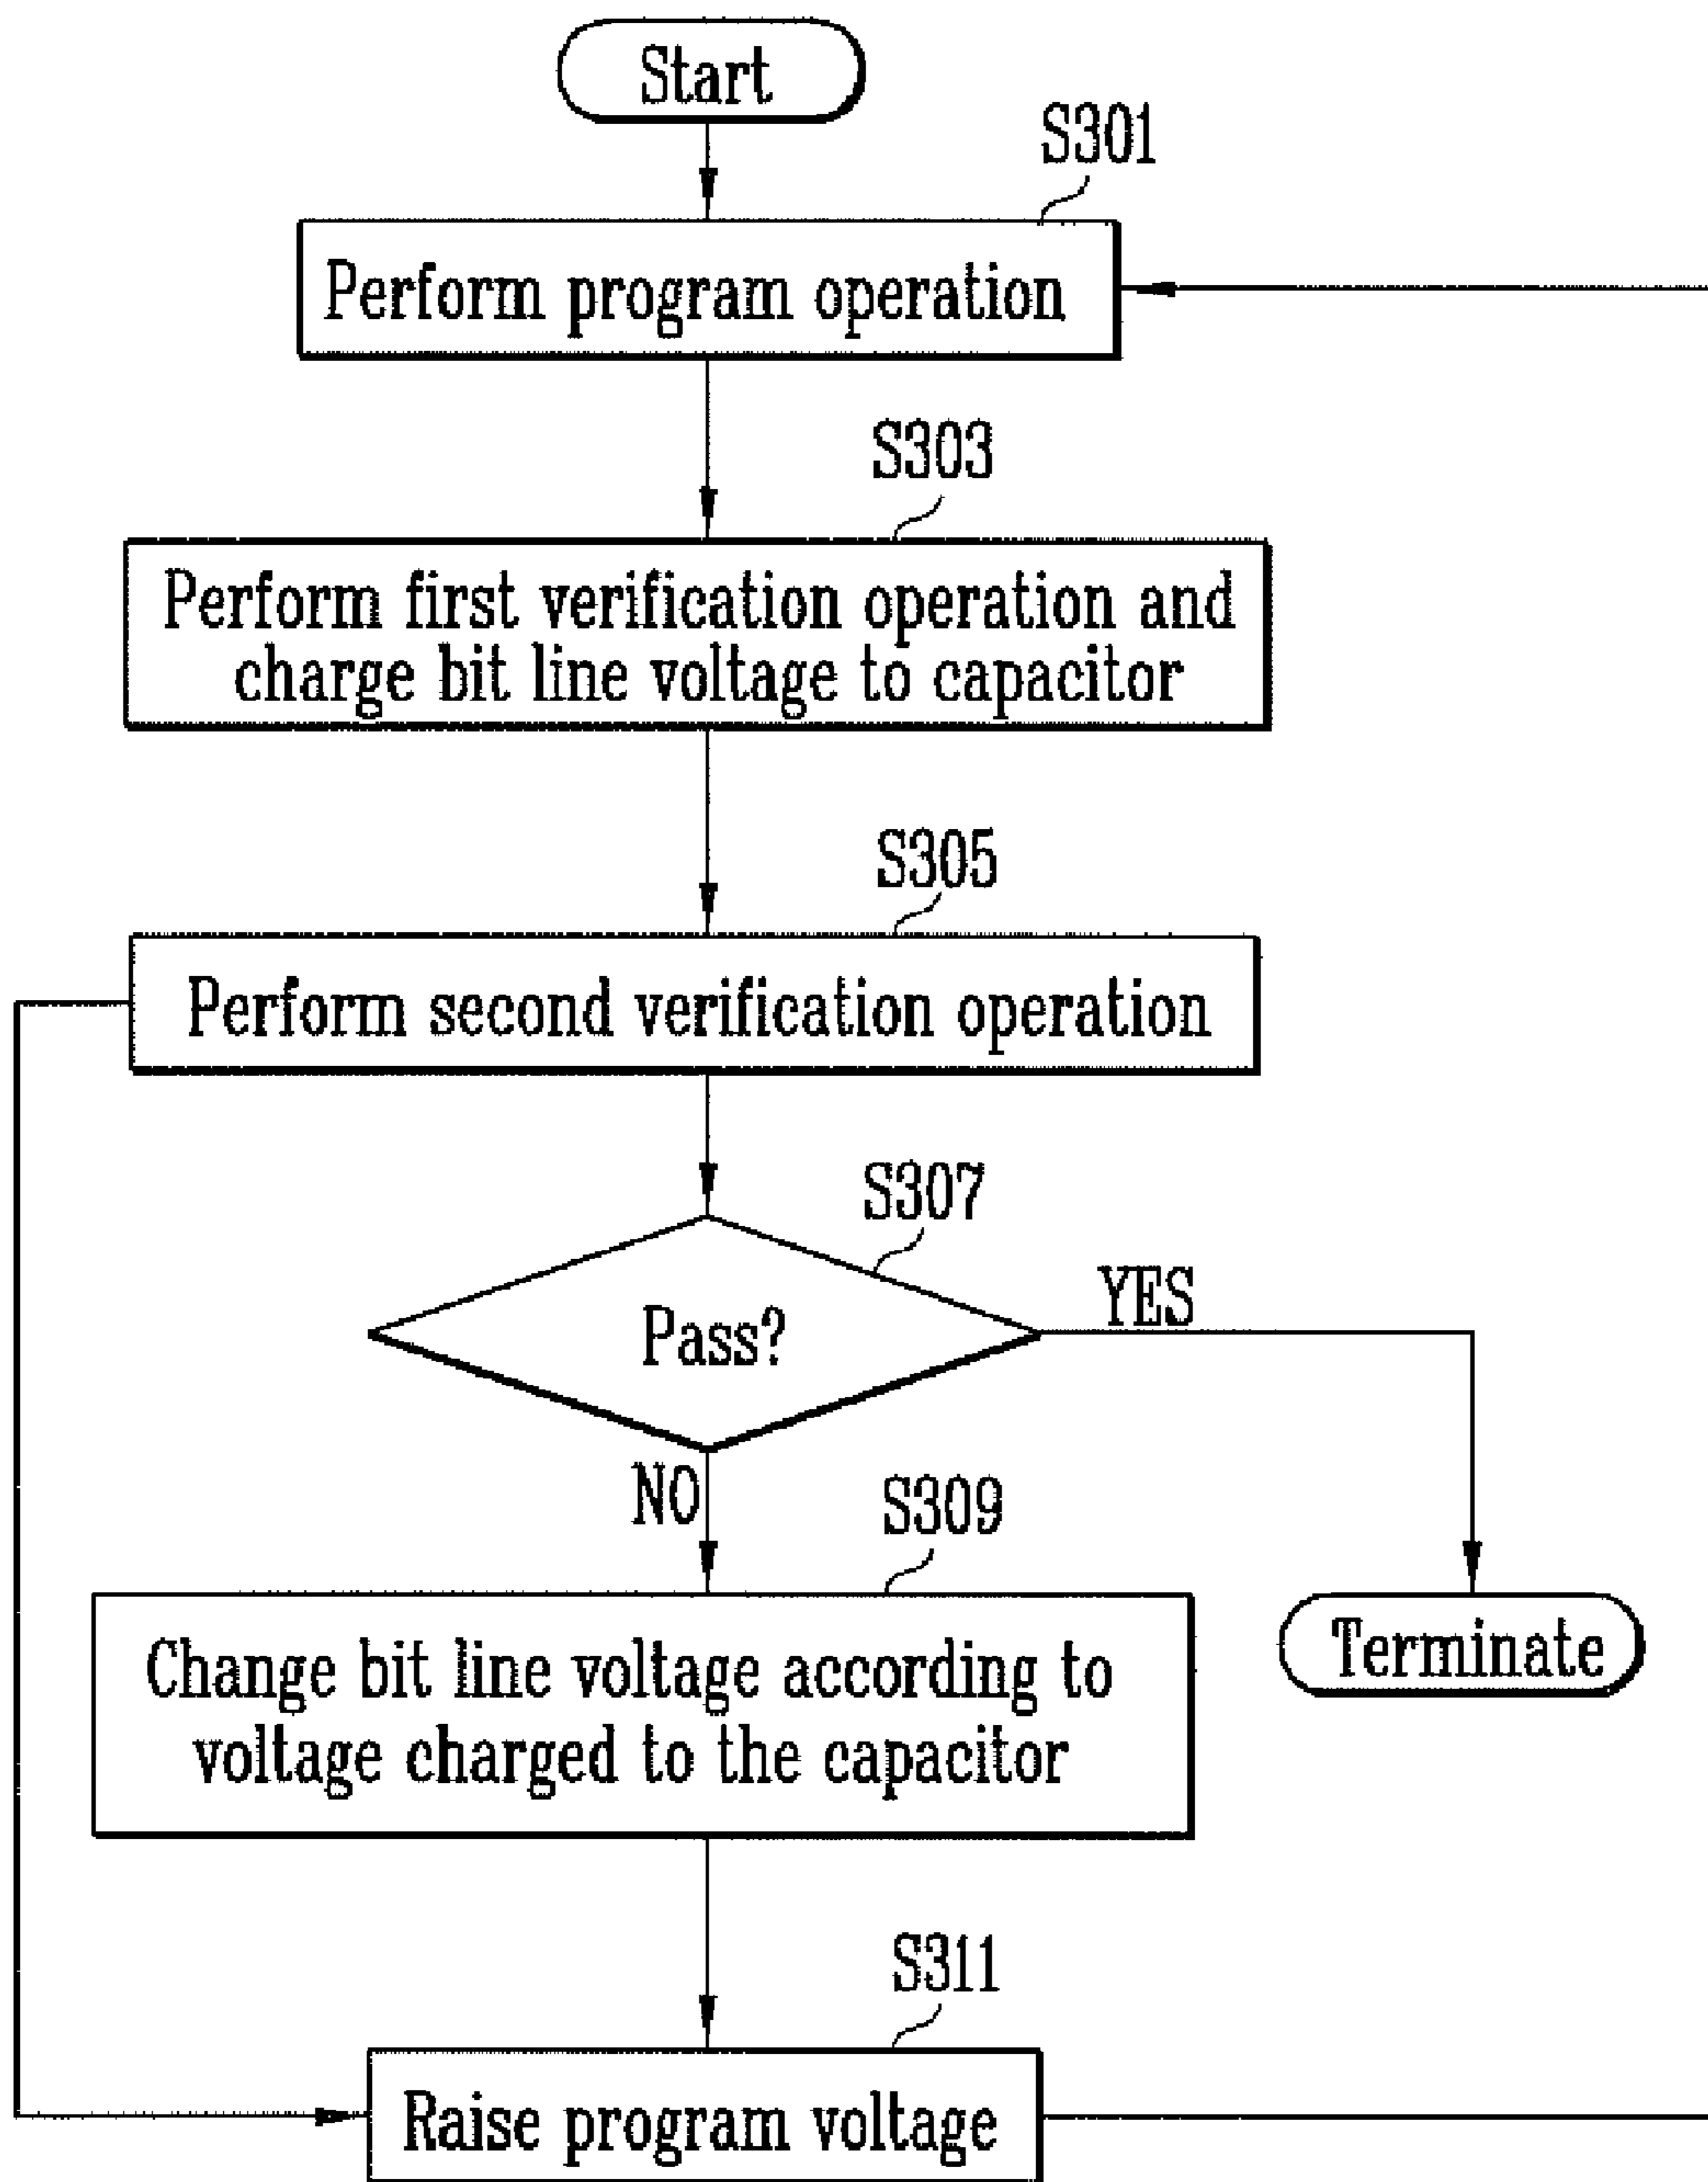 Start
S301
Perform program operation
S303
Perform first verification operation and
charge bit line voltage to capacitor
S305
Perform second verification operation
S307
Pass?
YES
NO
S309
Change bit line voltage according to
voltage charged to the capacitor
Terminate
S311
Raise program voltage